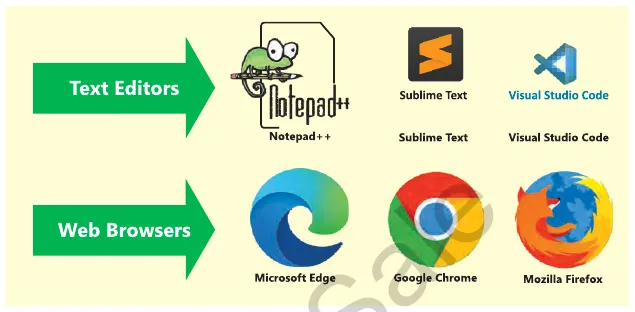 Text Editors
Notepad++
Notepad++
Sublime Text
Visual Studio Code
Sublime Text
Visual Studio Code
Web Browsers
Microsoft Edge
Google Chrome
Mozilla Firefox
Sale